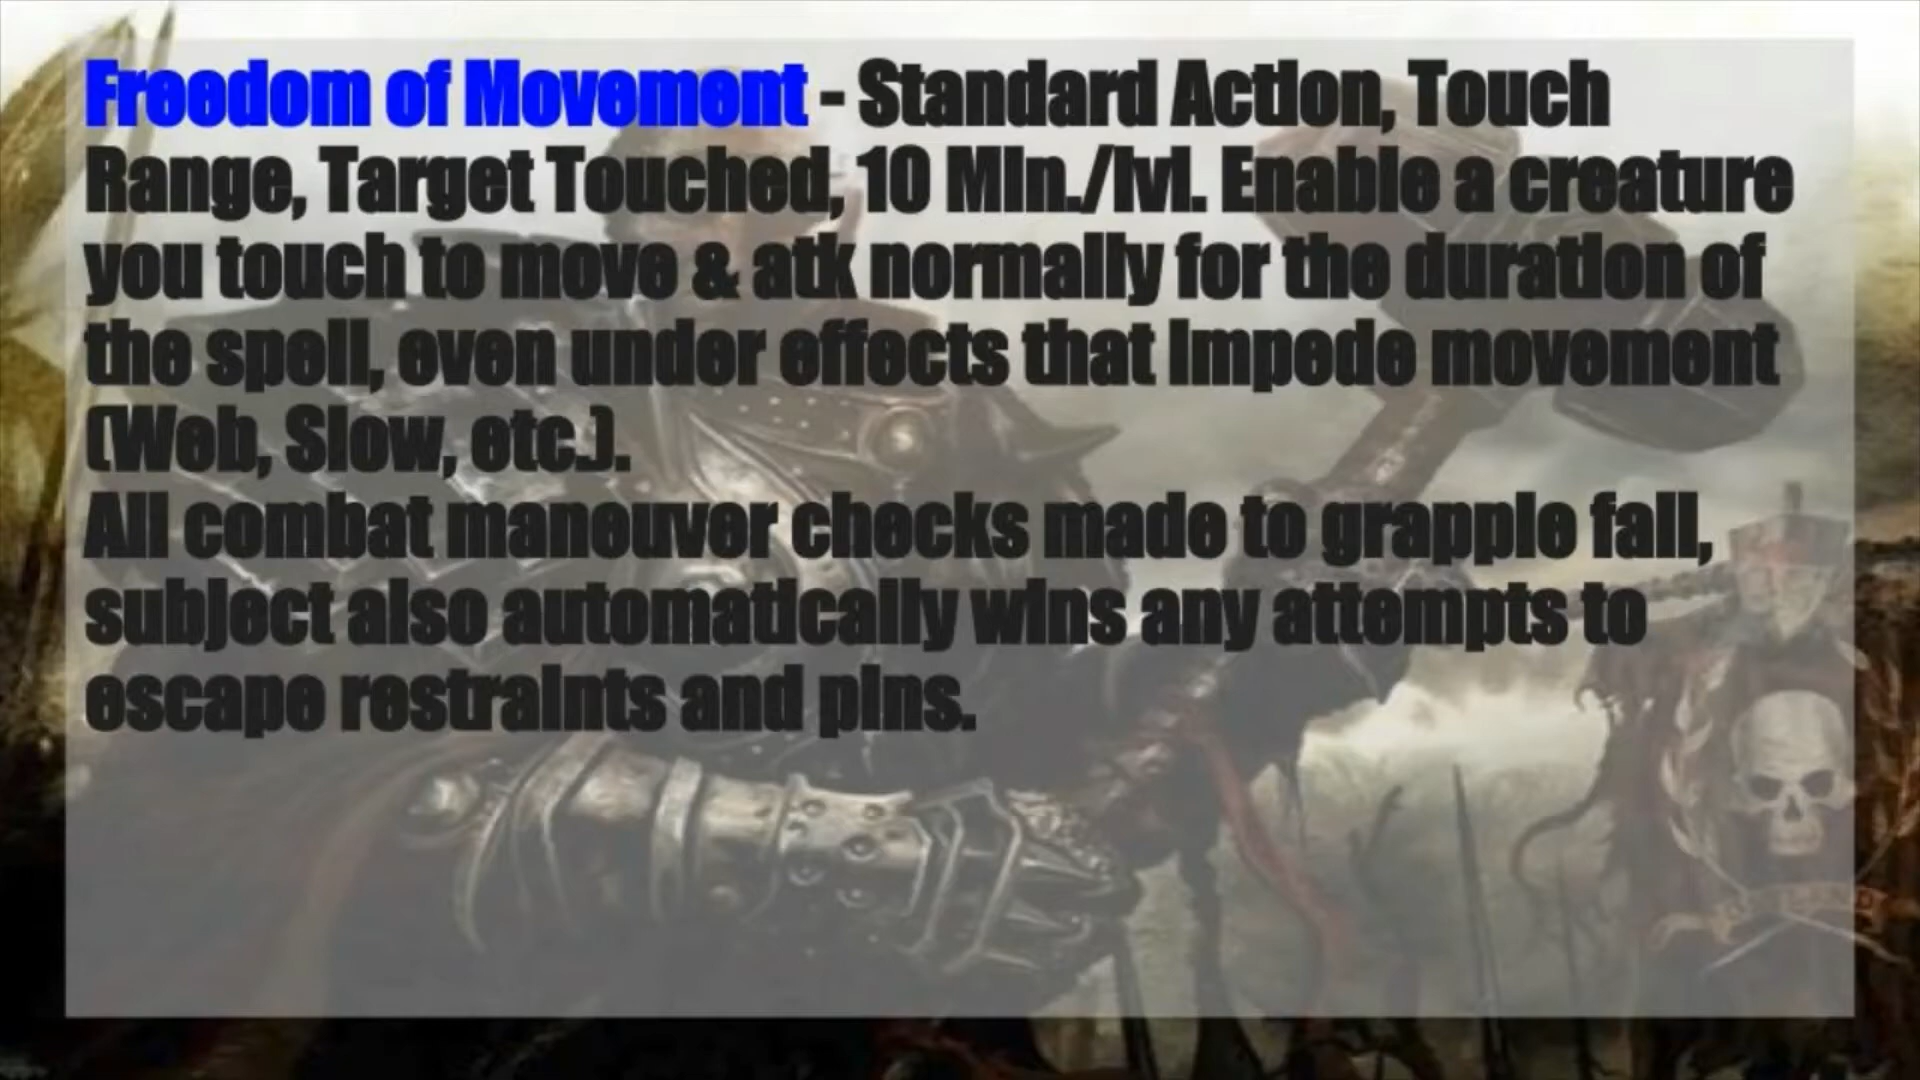 Freedom of Movement - Standard Action, Touch
Range, Target Touched, 10 Min./lvl. Enable a creature
you touch to move & atk normally for the duration of
the spell, even under effects that impede movement
(Web, Slow, etc.).
All combat maneuver checks made to grapple fail,
subject also automatically wins any attempts to
escape restraints and pins.